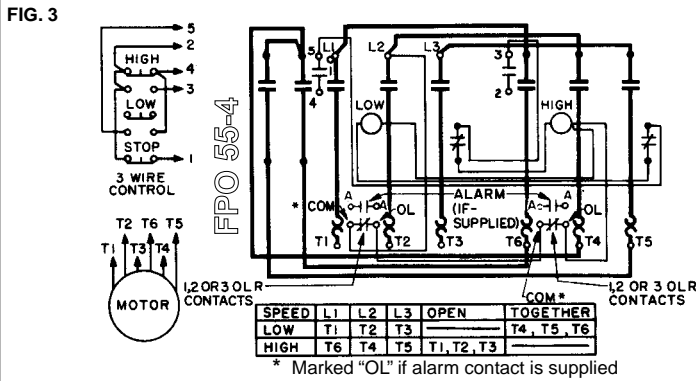 FIG. 3
5
2
HIGH
4
3
LOW
STOP
1
3 WIRE
CONTROL
FPO 55-4
5
L1
1
4
L2
L3
3
2
LOW
HIGH
A
A
ALARM
(IF-
SUPPLIED)
A
A
* COM
OL
OL
T1
T2
T3
T6
T4
T5
1,2 OR 3 OLR
CONTACTS
COM*
1,2 OR 3 OLR
CONTACTS
T2 T6 T5
T1 T3 T4
MOTOR
SPEED L1 L2 L3 OPEN TOGETHER
LOW T1 T2 T3 ——— T4, T5, T6
HIGH T6 T4 T5 T1, T2, T3 ———
* Marked "OL" if alarm contact is supplied